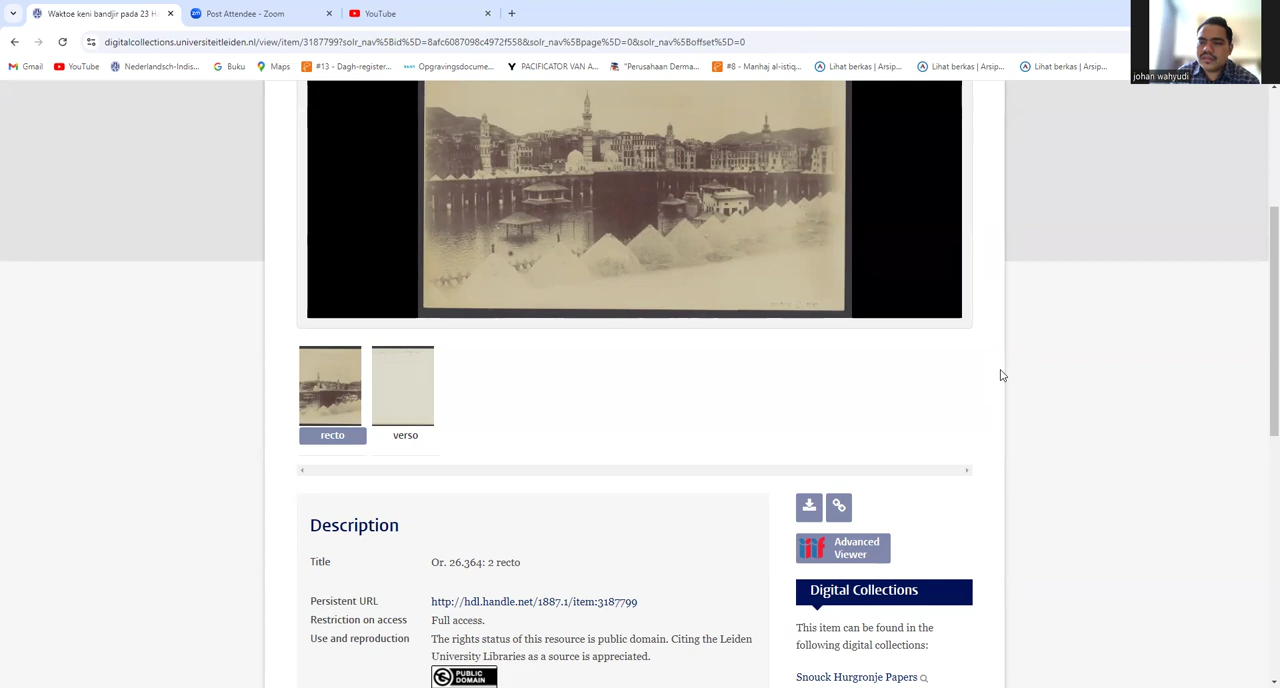 Waktoe keni bandjir pada 23 H
Post Attendee - Zoom
YouTube
digitalcollections.universiteitleiden.nl/view/item/3187799?solr_nav%5Bid%5D=8afc6087098c4972f558&solr_nav%5Bpage%5D=0&solr_nav%5Boffset%5D=0
Gmail
YouTube
Nederlandsch-Indis...
Buku
Maps
#13 - Dagh-register...
Opgravingsdocume...
PACIFICATOR VAN A...
"Perusahaan Derma...
#8 - Manhaj al-istiq...
Lihat berkas | Arsip...
Lihat berkas | Arsip...
Lihat berkas | Arsip...
johan wahyudi
recto
verso
Description
Title
Or. 26.364: 2 recto
Persistent URL
http://hdl.handle.net/1887.1/item:3187799
Restriction on access
Full access.
Use and reproduction
The rights status of this resource is public domain. Citing the Leiden
University Libraries as a source is appreciated.
PUBLIC
DOMAIN
iiif
Advanced
Viewer
Digital Collections
This item can be found in the
following digital collections:
Snouck Hurgronje Papers